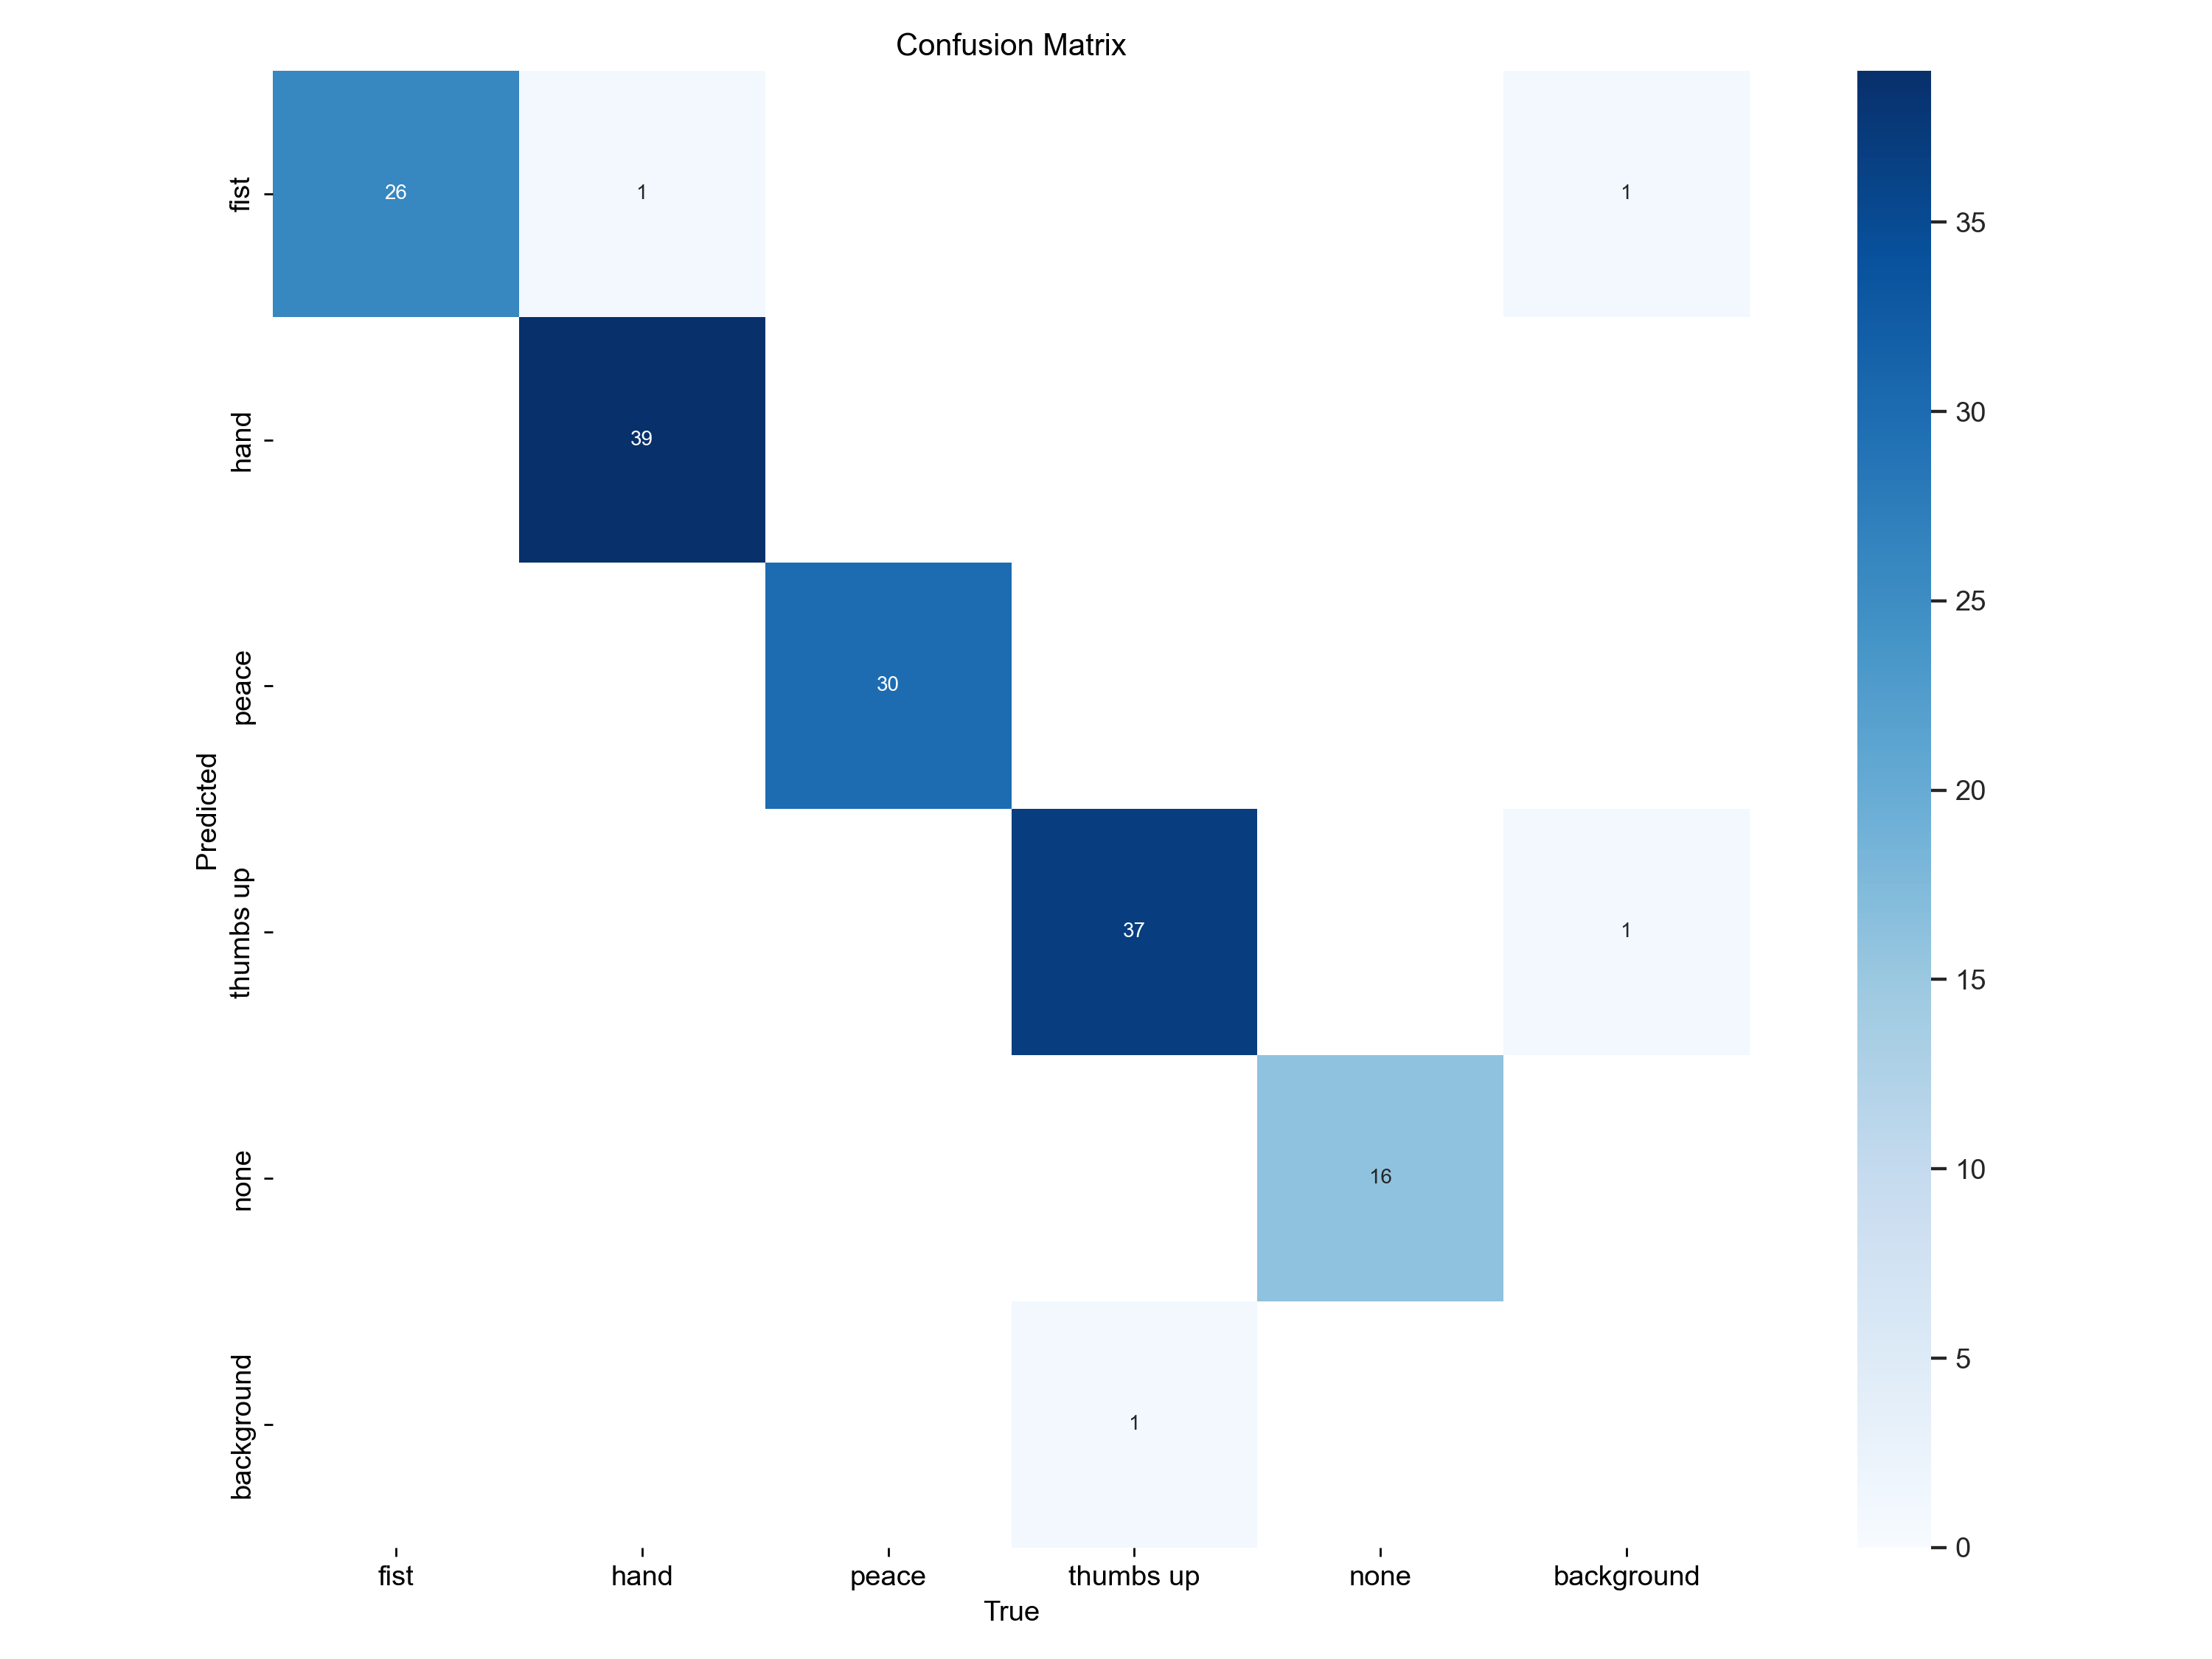 Confusion Matrix
fist
26
1
1
hand
39
peace
30
Predicted
thumbs up
37
1
none
16
background
1
fist
hand
peace
thumbs up
none
background
True
35
30
25
20
15
10
5
0